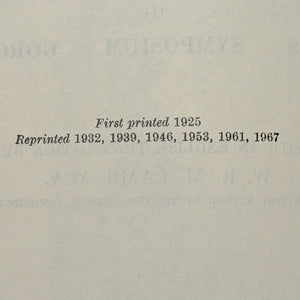 First printed 1925
Reprinted 1932, 1939, 1946, 1953, 1961, 1967